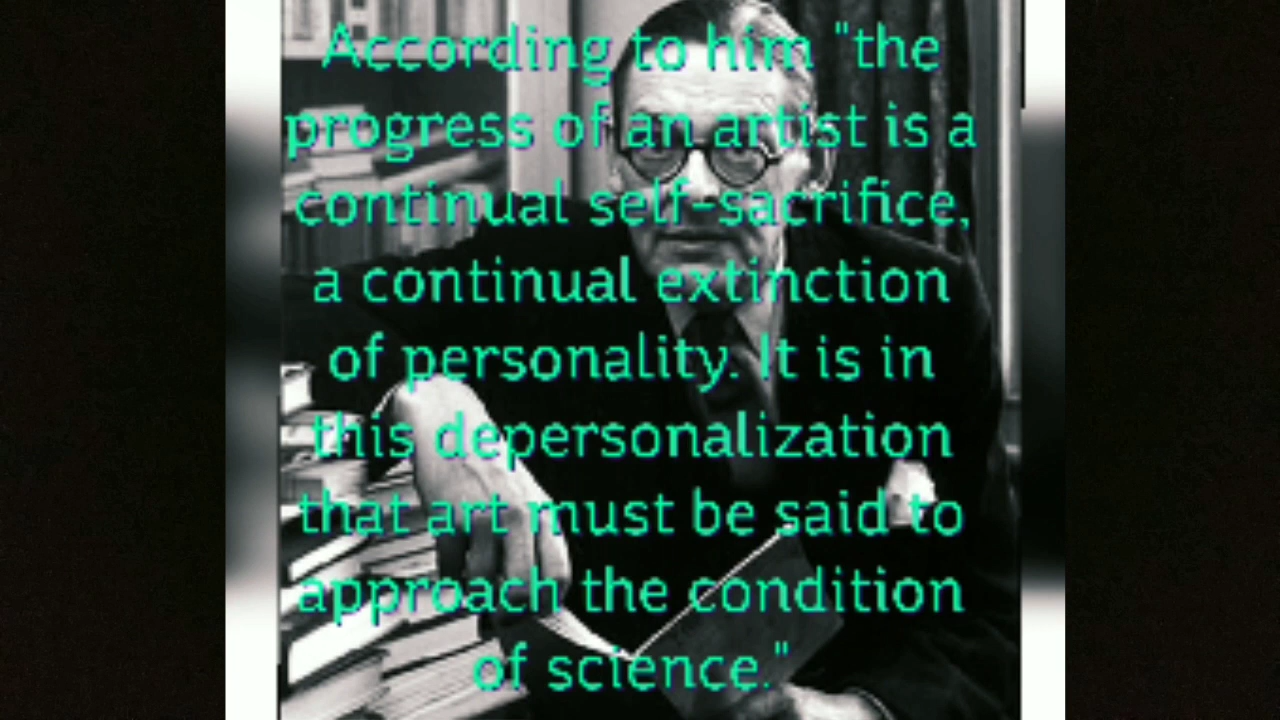 According to him "the
progress of an artist is a
continual self-sacrifice,
a continual extinction
of personality. It is in
this depersonalization
that art must be said to
approach the condition
of science."